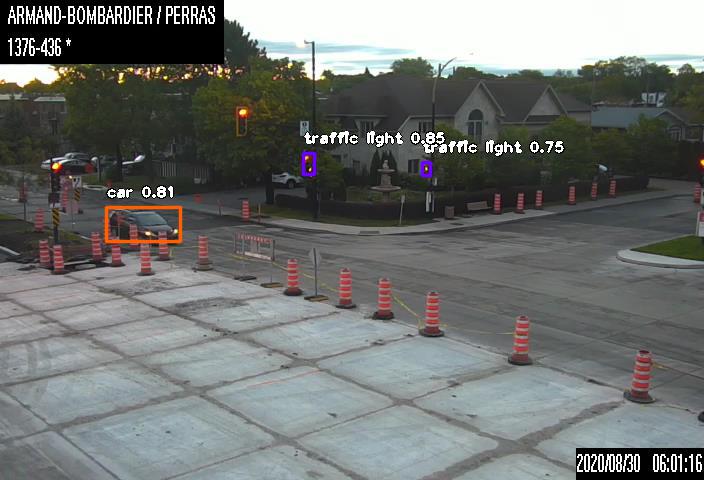 ARMAND-BOMBARDIER / PERRAS
1376-436 *
traffic light 0.85
traffic light 0.75
car 0.81
2020/08/30 06:01:16